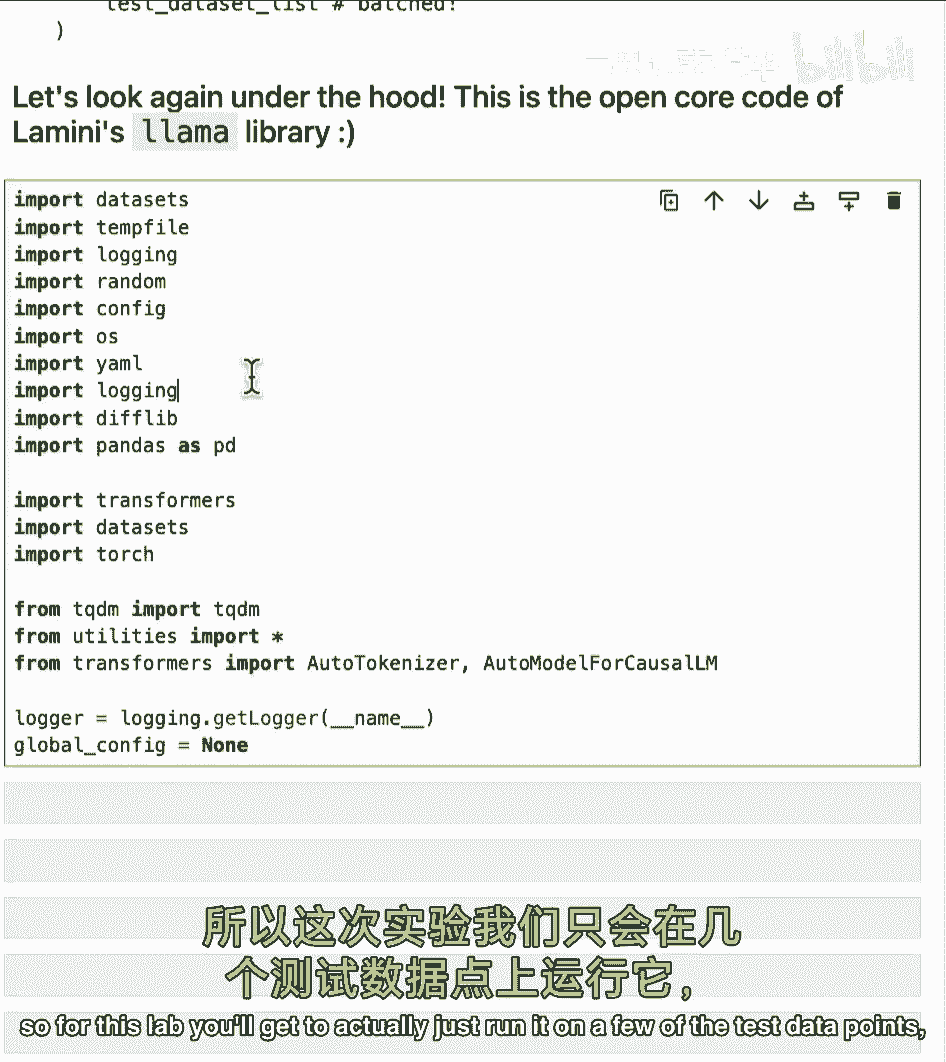 test_dataset_list # batched!
)
bilibili
Let's look again under the hood! This is the open core code of
Lamini's llama library :)
import datasets
import tempfile
import logging
import random
import config
import os
import yaml
import logging
import difflib
import pandas as pd
import transformers
import datasets
import torch
from tqdm import tqdm
from utilities import *
from transformers import AutoTokenizer, AutoModelForCausalLM
logger = logging.getLogger(__name__)
global_config = None
所以这次实验我们只会在几
个测试数据点上运行它，
so for this lab you'll get to actually just run it on a few of the test data points,